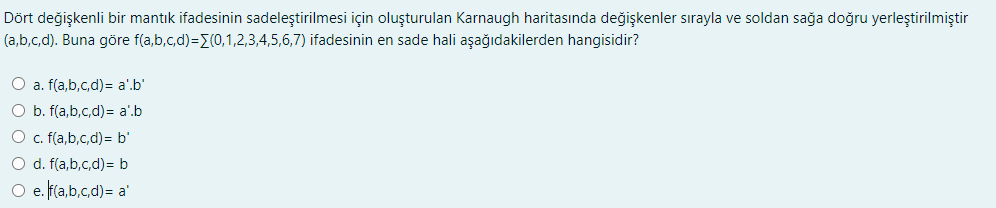 Dört değişkenli bir mantık ifadesinin sadeleştirilmesi için oluşturulan Karnaugh haritasında değişkenler sırayla ve soldan sağa doğru yerleştirilmiştir
(a,b,c,d). Buna göre f(a,b,c,d)=∑(0,1,2,3,4,5,6,7) ifadesinin en sade hali aşağıdakilerden hangisidir?
a. f(a,b,c,d)= a'.b'
b. f(a,b,c,d)= a'.b
c. f(a,b,c,d)= b'
d. f(a,b,c,d)= b
e. f(a,b,c,d)= a'